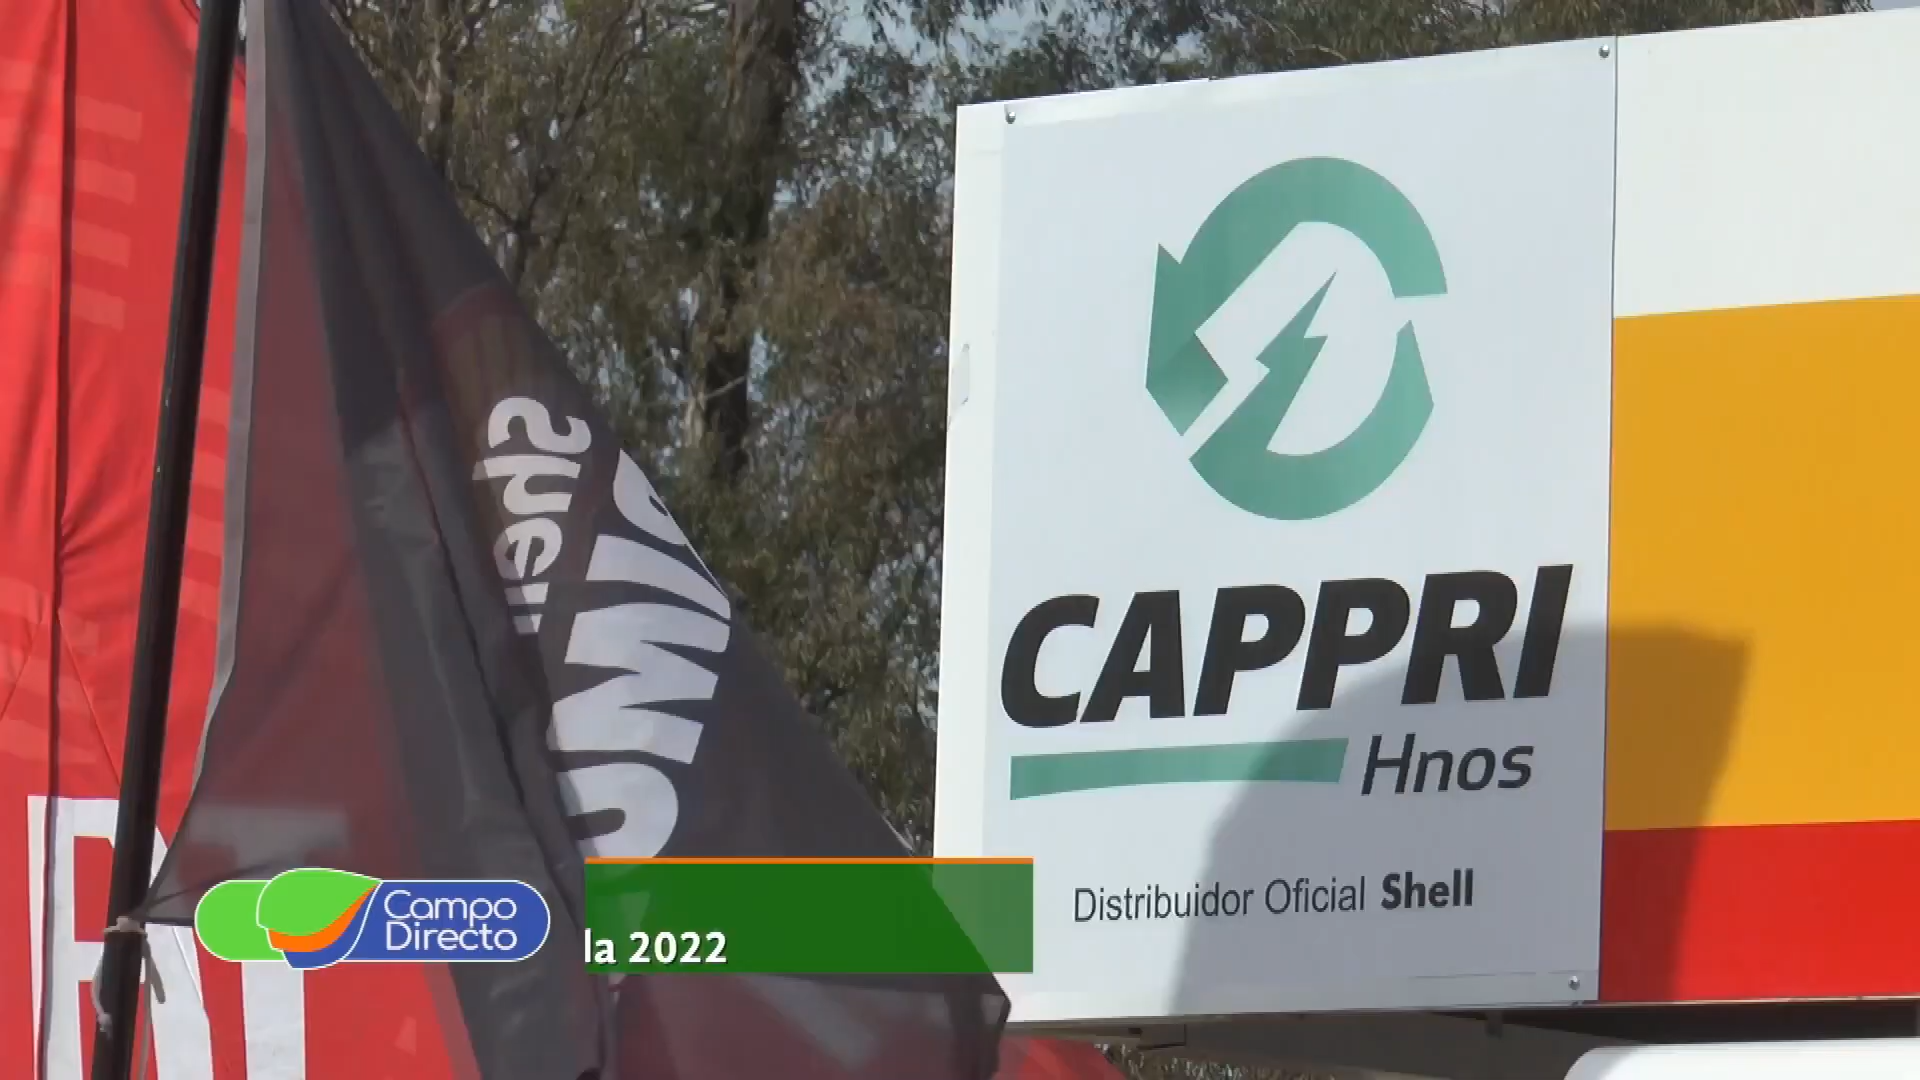 CAPPRI
Hnos
Distribuidor Oficial Shell
Campo
Directo
la 2022